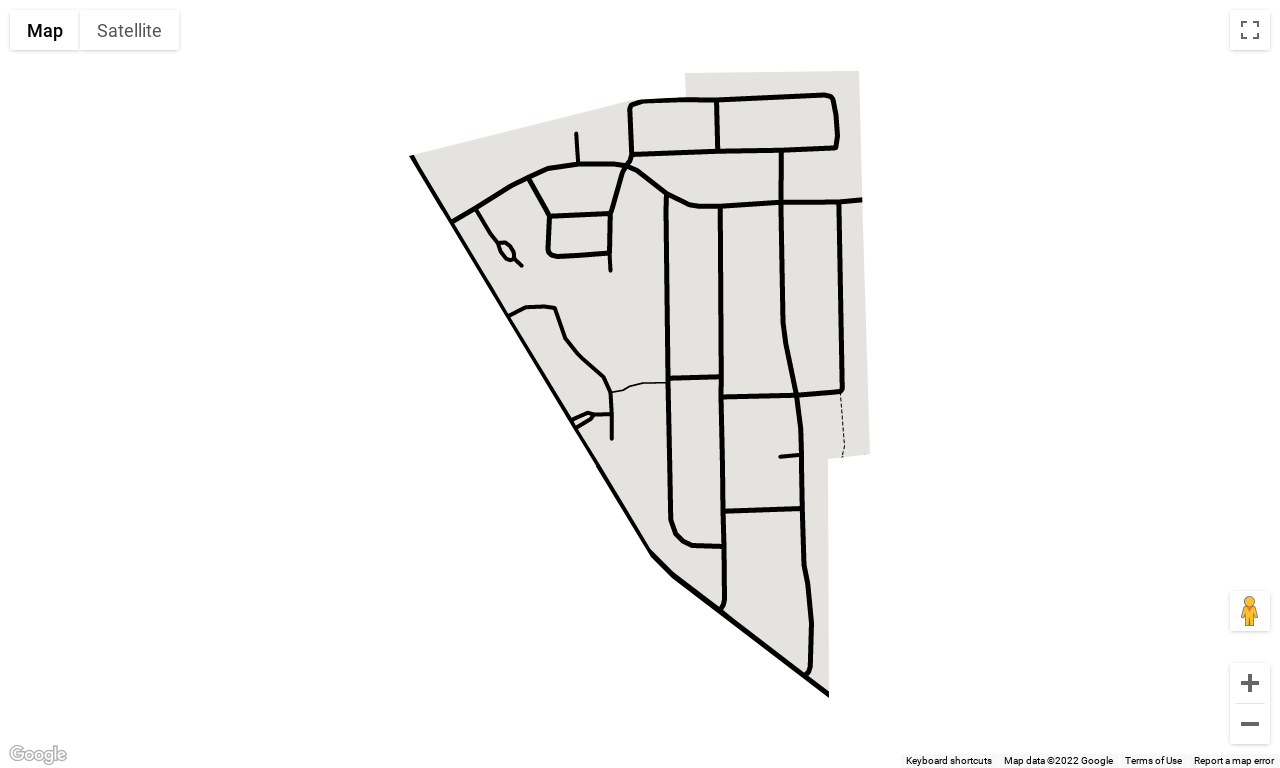 Map Satellite
Google
Keyboard shortcuts Map data ©2022 Google Terms of Use Report a map error